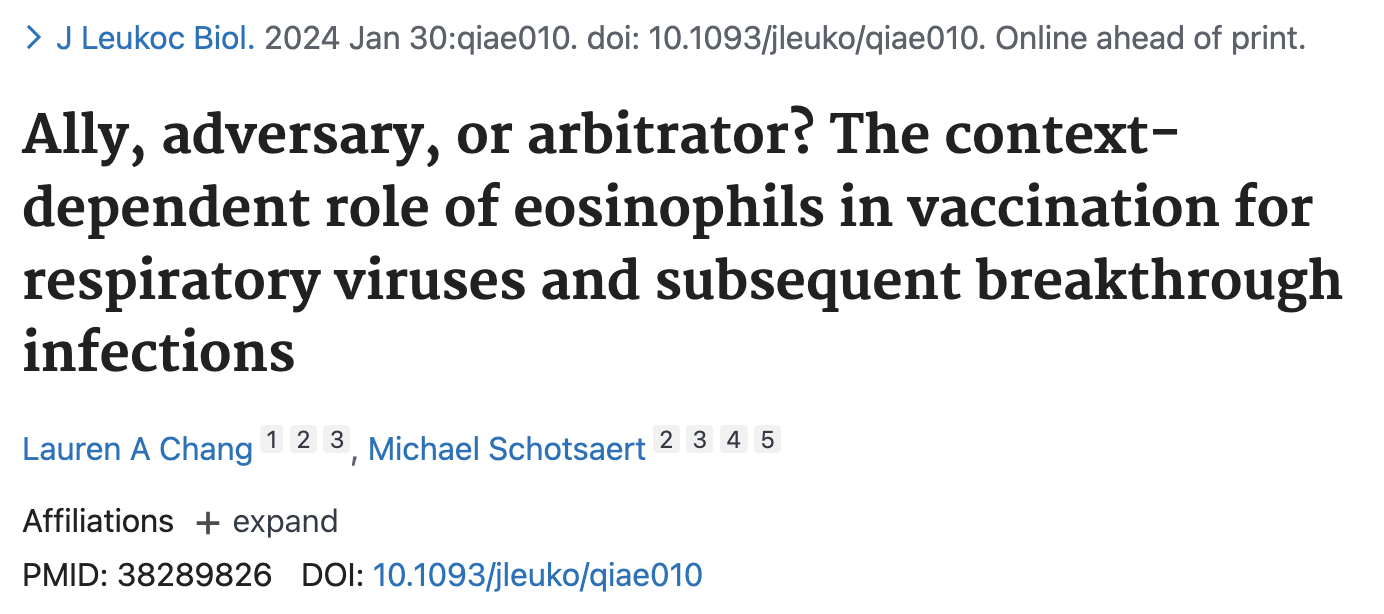 > J Leukoc Biol. 2024 Jan 30:qiae010. doi: 10.1093/jleuko/qiae010. Online ahead of print.
Ally, adversary, or arbitrator? The context-
dependent role of eosinophils in vaccination for
respiratory viruses and subsequent breakthrough
infections
Lauren A Chang 1 2 3, Michael Schotsaert 2 3 4 5
Affiliations + expand
PMID: 38289826 DOI: 10.1093/jleuko/qiae010